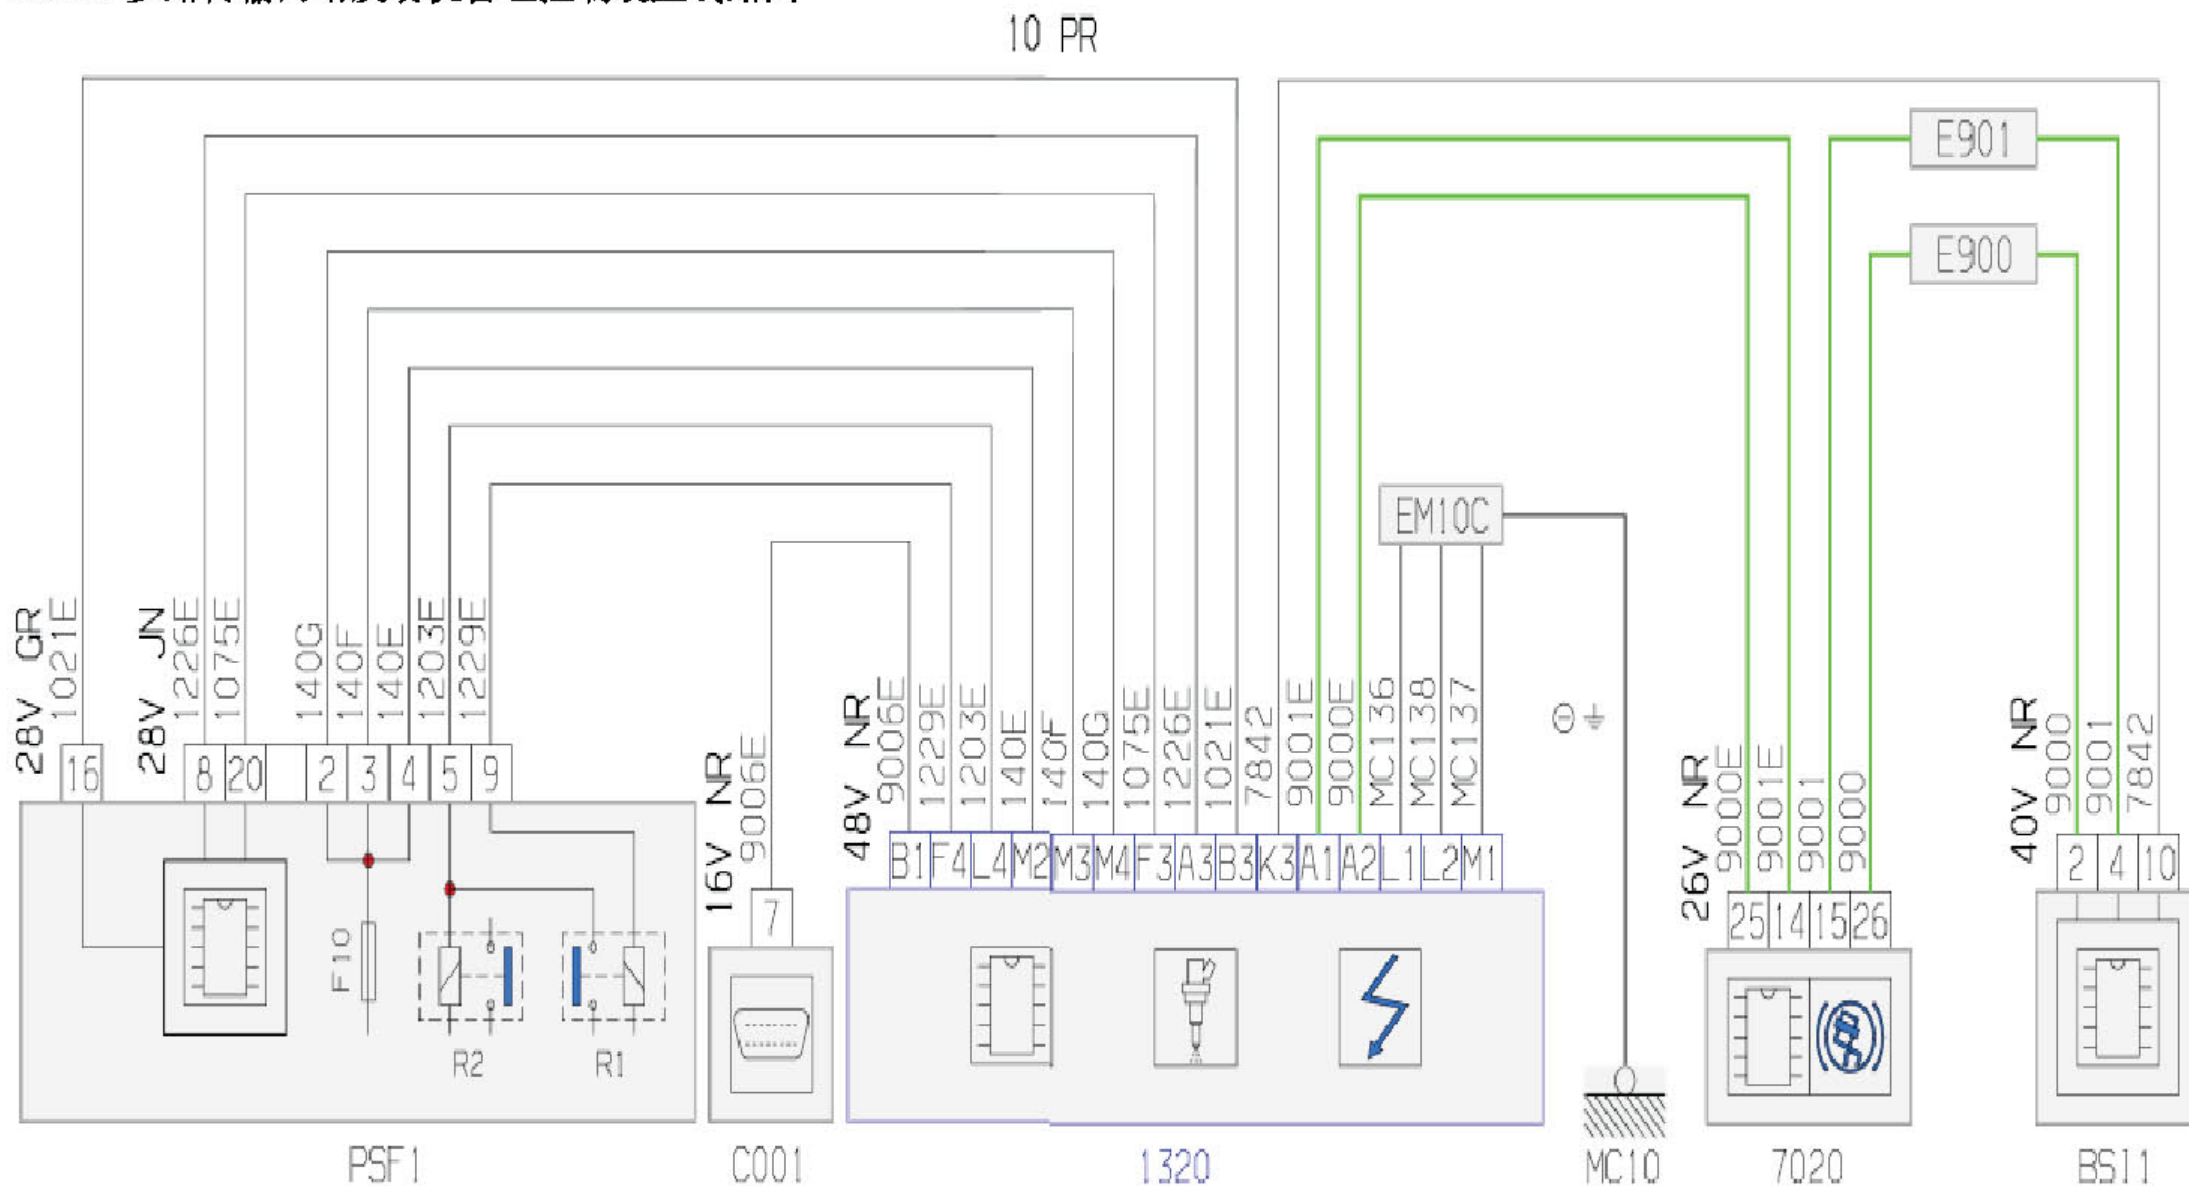 10 PR
E901
E900
EM10C
28V GR
1021E
28V JN
1226E
1075E
140G
140F
140E
1203E
1229E
16V NR
9006E
48V NR
9006E
1229E
1203E
140E
140F
140G
1075E
1226E
1021E
7842
9001E
9000E
MC136
MC138
MC137
26V NR
9000E
9001E
9001
9000
40V NR
9000
9001
7842
16 8 20 2 3 4 5 9
B1 F4 L4 M2 M3 M4 F3 A3 B3 K3 A1 A2 L1 L2 M1
2 4 10
7
25 14 15 26
F10
R2 R1
PSF1 C001 1320 MC10 7020 BSI1